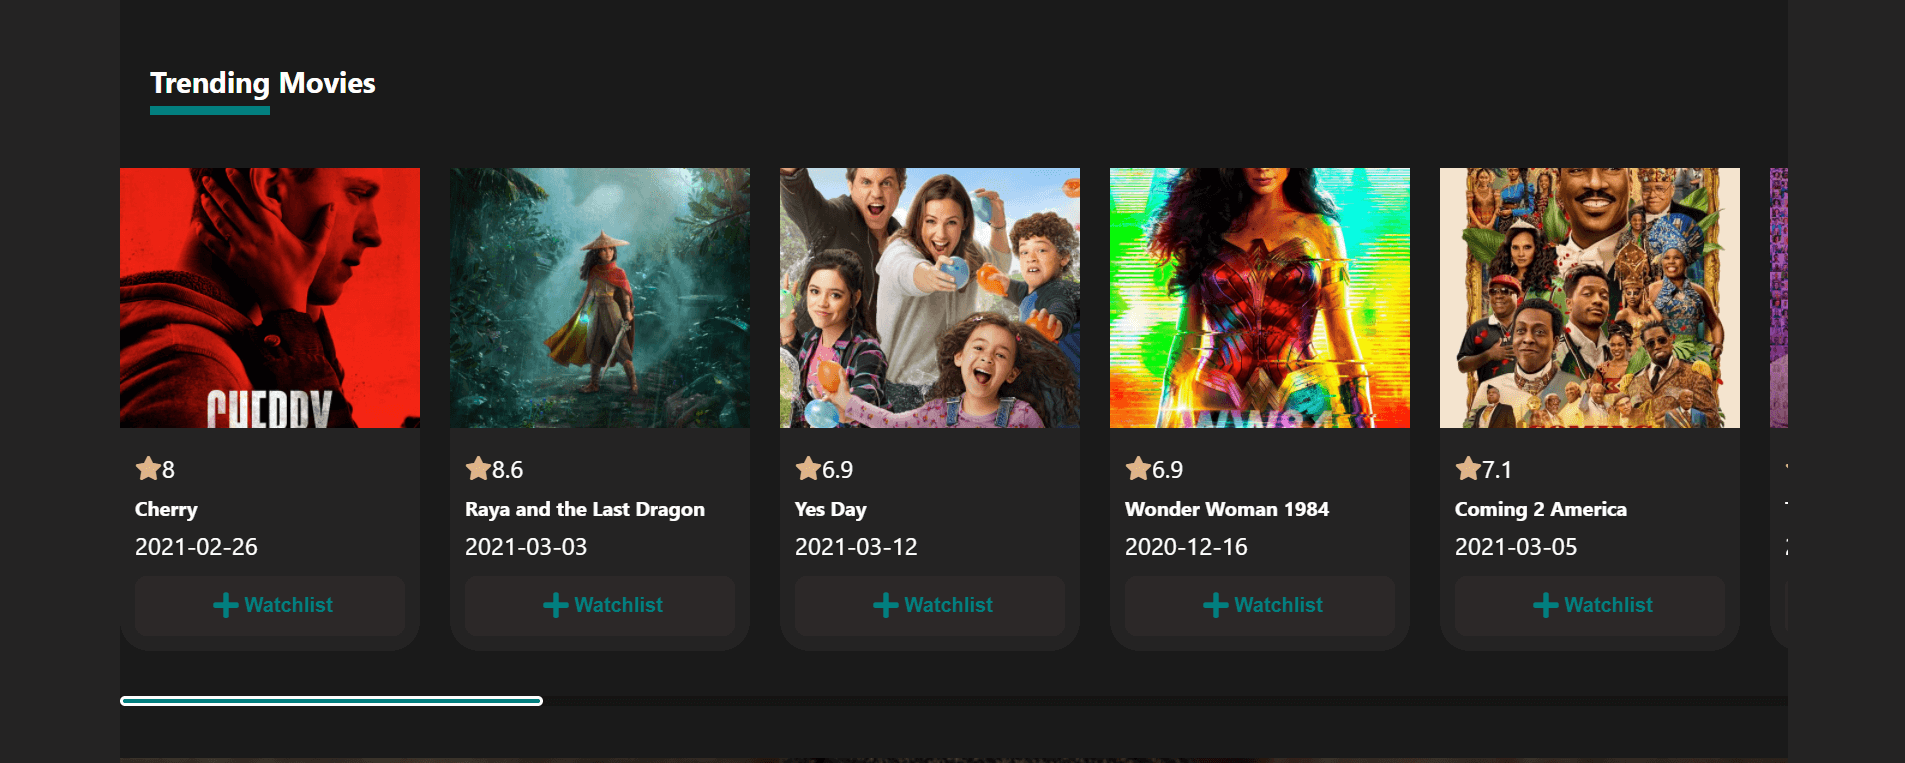 Trending Movies
CHERRY
WW84
8
Cherry
2021-02-26
Watchlist
8.6
Raya and the Last Dragon
2021-03-03
Watchlist
6.9
Yes Day
2021-03-12
Watchlist
6.9
Wonder Woman 1984
2020-12-16
Watchlist
7.1
Coming 2 America
2021-03-05
Watchlist